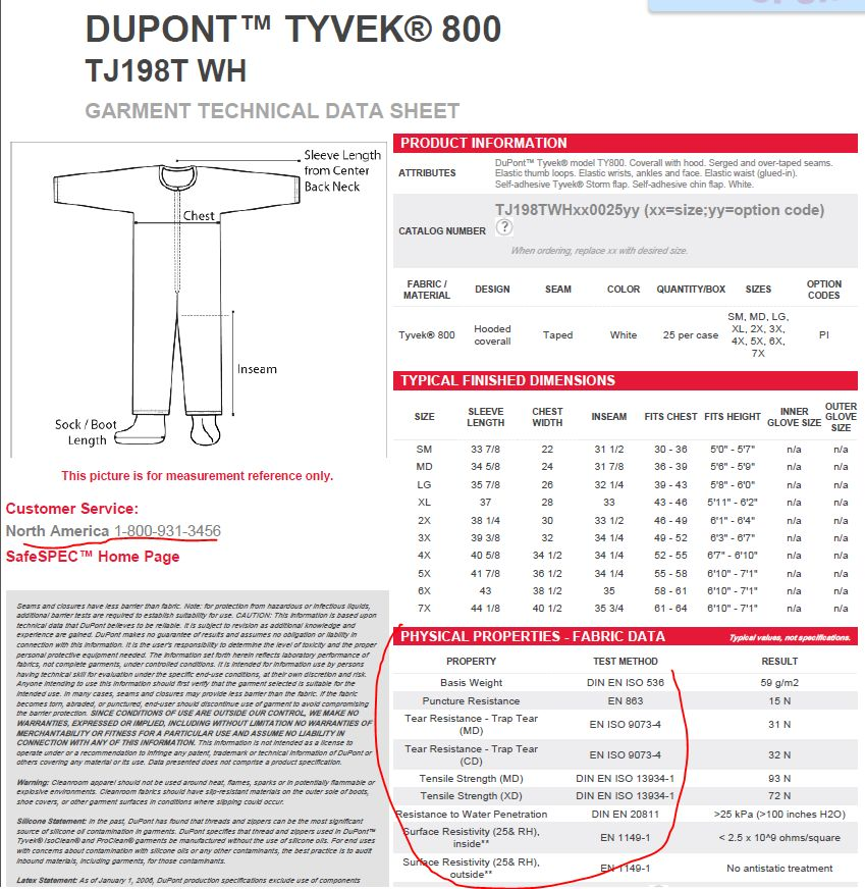 DUPONT™ TYVEK® 800
TJ198T WH
GARMENT TECHNICAL DATA SHEET
Sleeve Length
from Center
Back Neck
Chest
Inseam
Sock / Boot
Length
This picture is for measurement reference only.
Customer Service:
North America 1-800-931-3456
SafeSPEC™ Home Page
Seams and closures have less barrier than fabric. Note: for protection from hazardous or infectious liquids,
additional barrier tests are required to establish suitability for use. CAUTION: This information is based upon
technical data that DuPont believes to be reliable. It is subject to revision as additional knowledge and
experience are gained. DuPont makes no guarantee of results and assumes no obligation or liability in
connection with this information. It is the user's responsibility to determine the level of toxicity and the proper
personal protective equipment needed. The information set forth herein reflects laboratory performance of
fabrics, not complete garments, under controlled conditions. It is intended for information use by persons
having technical skill for evaluation under the specific end-use conditions, at their own discretion and risk.
Anyone intending to use this information should first verify that the garment selected is suitable for the
intended use. In many cases, seams and closures may provide less barrier than the fabric. If the fabric
becomes torn, abraded, or punctured, end-user should discontinue use of garment to avoid compromising
the barrier protection. SINCE CONDITIONS OF USE ARE OUTSIDE OUR CONTROL, WE MAKE NO
WARRANTIES, EXPRESSED OR IMPLIED, INCLUDING WITHOUT LIMITATION NO WARRANTIES OF
MERCHANTABILITY OR FITNESS FOR A PARTICULAR USE AND ASSUME NO LIABILITY IN
CONNECTION WITH ANY OF THIS INFORMATION. This information is not intended as a license to
operate under or a recommendation to infringe any patent, trademark or technical information of DuPont or
others covering any material or its use. Data presented does not comprise a product specification.
Warning: Cleanroom apparel should not be used around heat, flames, sparks or in potentially flammable or
explosive environments. Cleanroom fabrics should have slip-resistant materials on the outer sole of boots,
shoe covers, or other garment surfaces in conditions where slipping could occur.
Silicone Statement: In the past, DuPont has found that threads and zippers can be the most significant
source of silicone oil contamination in garments. DuPont specifies that thread and zippers used in DuPont™
Tyvek® IsoClean® and ProClean® garments be manufactured without the use of silicone oils. For end uses
with concerns about contamination with silicone oils or any other contaminants, the best practice is to audit
inbound materials, including garments, for those contaminants.
Latex Statement: As of January 1, 2006, DuPont production specifications exclude use of components
PRODUCT INFORMATION
ATTRIBUTES
DuPont™ Tyvek® model TY800. Coverall with hood. Serged and over-taped seams.
Elastic thumb loops. Elastic wrists, ankles and face. Elastic waist (glued-in).
Self-adhesive Tyvek® Storm flap. Self-adhesive chin flap. White.
CATALOG NUMBER
TJ198TWHxx0025yy (xx=size;yy=option code)
?
When ordering, replace xx with desired size.
FABRIC / MATERIAL DESIGN SEAM COLOR QUANTITY/BOX SIZES OPTION CODES
Tyvek® 800 Hooded coverall Taped White 25 per case SM, MD, LG, XL, 2X, 3X, 4X, 5X, 6X, 7X PI
TYPICAL FINISHED DIMENSIONS
SIZE SLEEVE LENGTH CHEST WIDTH INSEAM FITS CHEST FITS HEIGHT INNER GLOVE SIZE OUTER GLOVE SIZE
SM 33 7/8 22 31 1/2 30 - 36 5'0" - 5'7" n/a n/a
MD 34 5/8 24 31 7/8 36 - 39 5'6" - 5'9" n/a n/a
LG 35 7/8 26 32 1/4 39 - 43 5'8" - 6'0" n/a n/a
XL 37 28 33 43 - 46 5'11" - 6'2" n/a n/a
2X 38 1/4 30 33 1/2 46 - 49 6'1" - 6'4" n/a n/a
3X 39 3/8 32 34 1/4 49 - 52 6'3" - 6'7" n/a n/a
4X 40 5/8 34 1/2 34 1/4 52 - 55 6'7" - 6'10" n/a n/a
5X 41 7/8 36 1/2 34 1/4 55 - 58 6'10" - 7'1" n/a n/a
6X 43 38 1/2 35 58 - 61 6'10" - 7'1" n/a n/a
7X 44 1/8 40 1/2 35 3/4 61 - 64 6'10" - 7'1" n/a n/a
PHYSICAL PROPERTIES - FABRIC DATA Typical values, not specifications.
PROPERTY TEST METHOD RESULT
Basis Weight DIN EN ISO 536 59 g/m2
Puncture Resistance EN 863 15 N
Tear Resistance - Trap Tear (MD) EN ISO 9073-4 31 N
Tear Resistance - Trap Tear (CD) EN ISO 9073-4 32 N
Tensile Strength (MD) DIN EN ISO 13934-1 93 N
Tensile Strength (XD) DIN EN ISO 13934-1 72 N
Resistance to Water Penetration DIN EN 20811 >25 kPa (>100 inches H2O)
Surface Resistivity (25& RH), inside** EN 1149-1 < 2.5 x 10^9 ohms/square
Surface Resistivity (25& RH), outside** EN 1149-1 No antistatic treatment